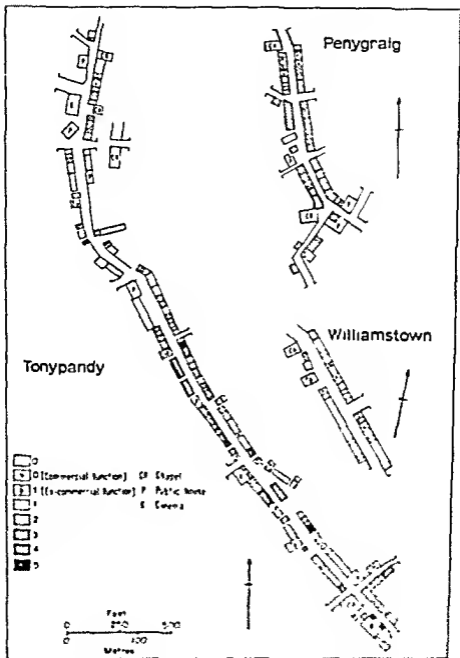 Penygraig
Williamstown
Tonypandy
0
0 (Commercial function) Ch Chapel
1 (Ex-commercial function) P Public house
1 Cinema
2
3
4
5
Feet
0 250 500
0 100
Metres